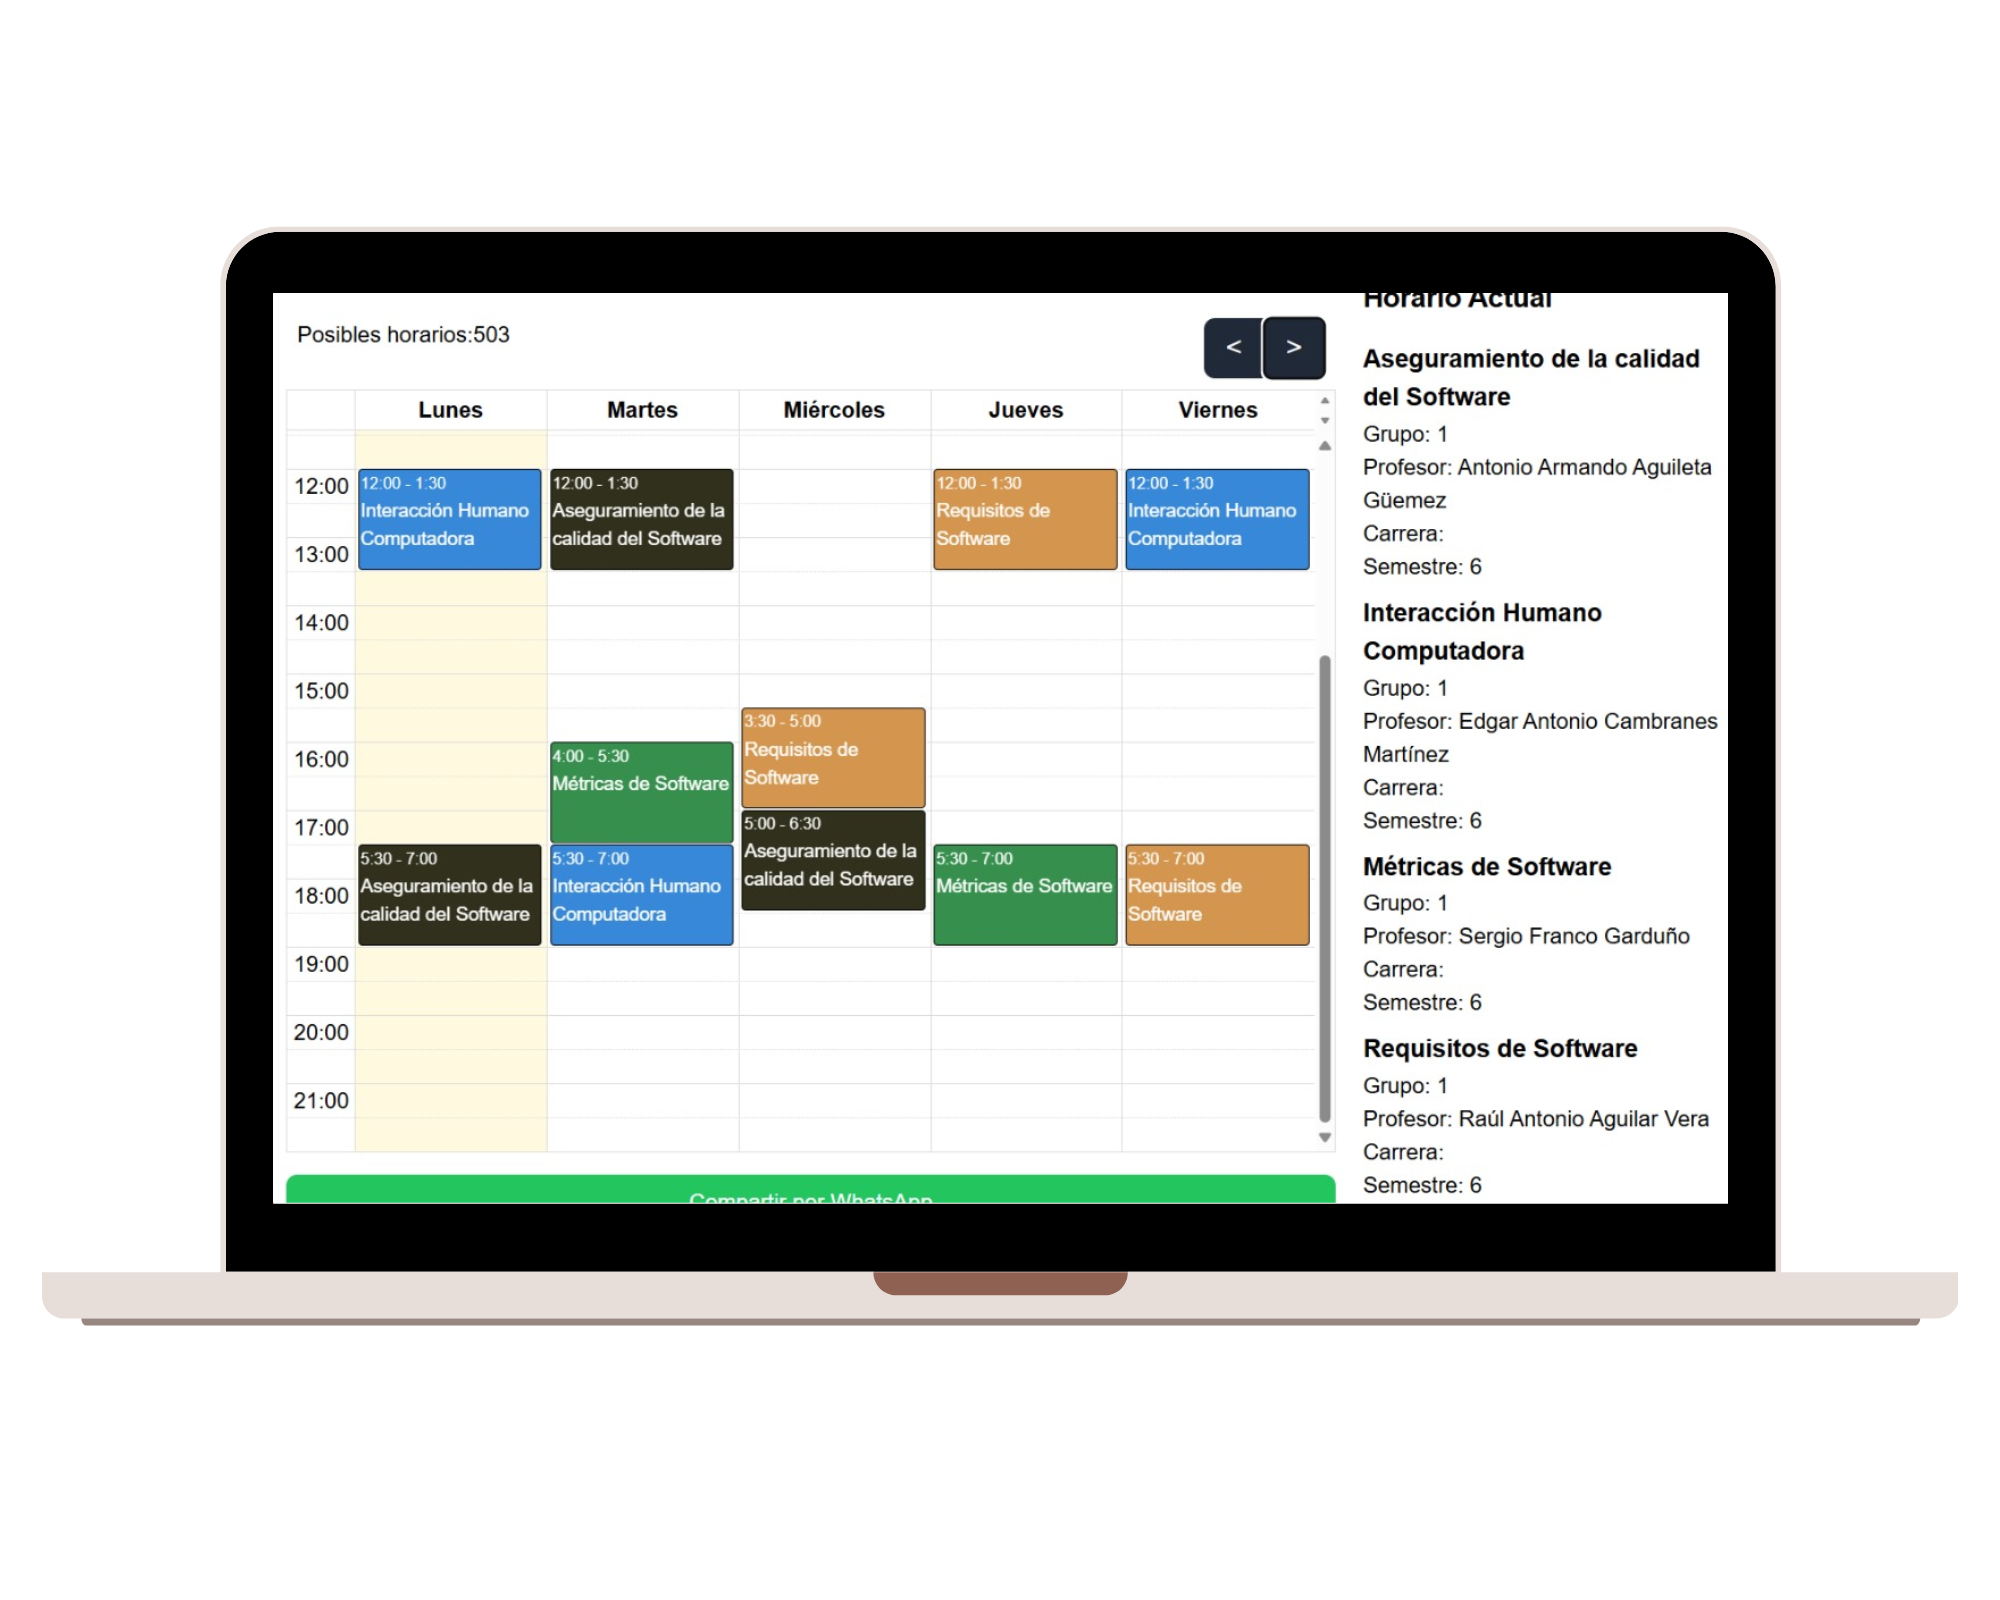 Posibles horarios:503
<
>
Lunes
Martes
Miércoles
Jueves
Viernes
12:00
13:00
14:00
15:00
16:00
17:00
18:00
19:00
20:00
21:00
12:00 - 1:30
Interacción Humano
Computadora
5:30 - 7:00
Aseguramiento de la
calidad del Software
12:00 - 1:30
Aseguramiento de la
calidad del Software
4:00 - 5:30
Métricas de Software
5:30 - 7:00
Interacción Humano
Computadora
3:30 - 5:00
Requisitos de
Software
5:00 - 6:30
Aseguramiento de la
calidad del Software
12:00 - 1:30
Requisitos de
Software
5:30 - 7:00
Métricas de Software
12:00 - 1:30
Interacción Humano
Computadora
5:30 - 7:00
Requisitos de
Software
Compartir por WhatsApp
Horario Actual
Aseguramiento de la calidad
del Software
Grupo: 1
Profesor: Antonio Armando Aguileta
Güemez
Carrera:
Semestre: 6
Interacción Humano
Computadora
Grupo: 1
Profesor: Edgar Antonio Cambranes
Martínez
Carrera:
Semestre: 6
Métricas de Software
Grupo: 1
Profesor: Sergio Franco Garduño
Carrera:
Semestre: 6
Requisitos de Software
Grupo: 1
Profesor: Raúl Antonio Aguilar Vera
Carrera:
Semestre: 6